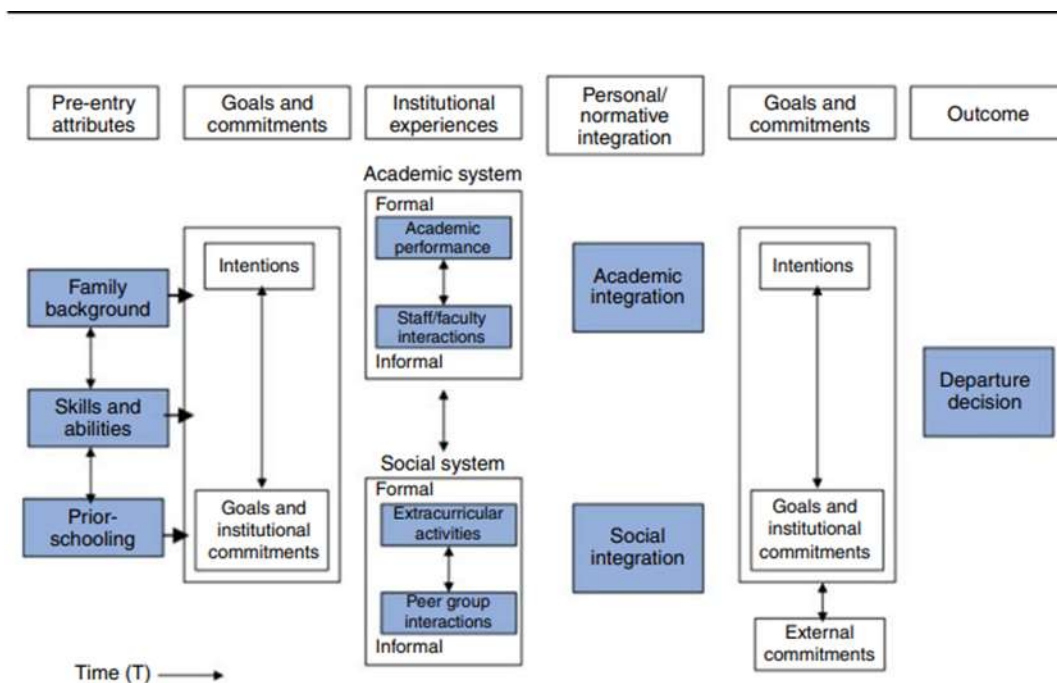 Pre-entry
attributes
Goals and
commitments
Institutional
experiences
Personal/
normative
integration
Goals and
commitments
Outcome
Family
background
Skills and
abilities
Prior-
schooling
Intentions
Goals and
institutional
commitments
Academic system
Formal
Academic
performance
Staff/faculty
interactions
Informal
Social system
Formal
Extracurricular
activities
Peer group
interactions
Informal
Academic
integration
Social
integration
Intentions
Goals and
institutional
commitments
External
commitments
Departure
decision
Time (T)